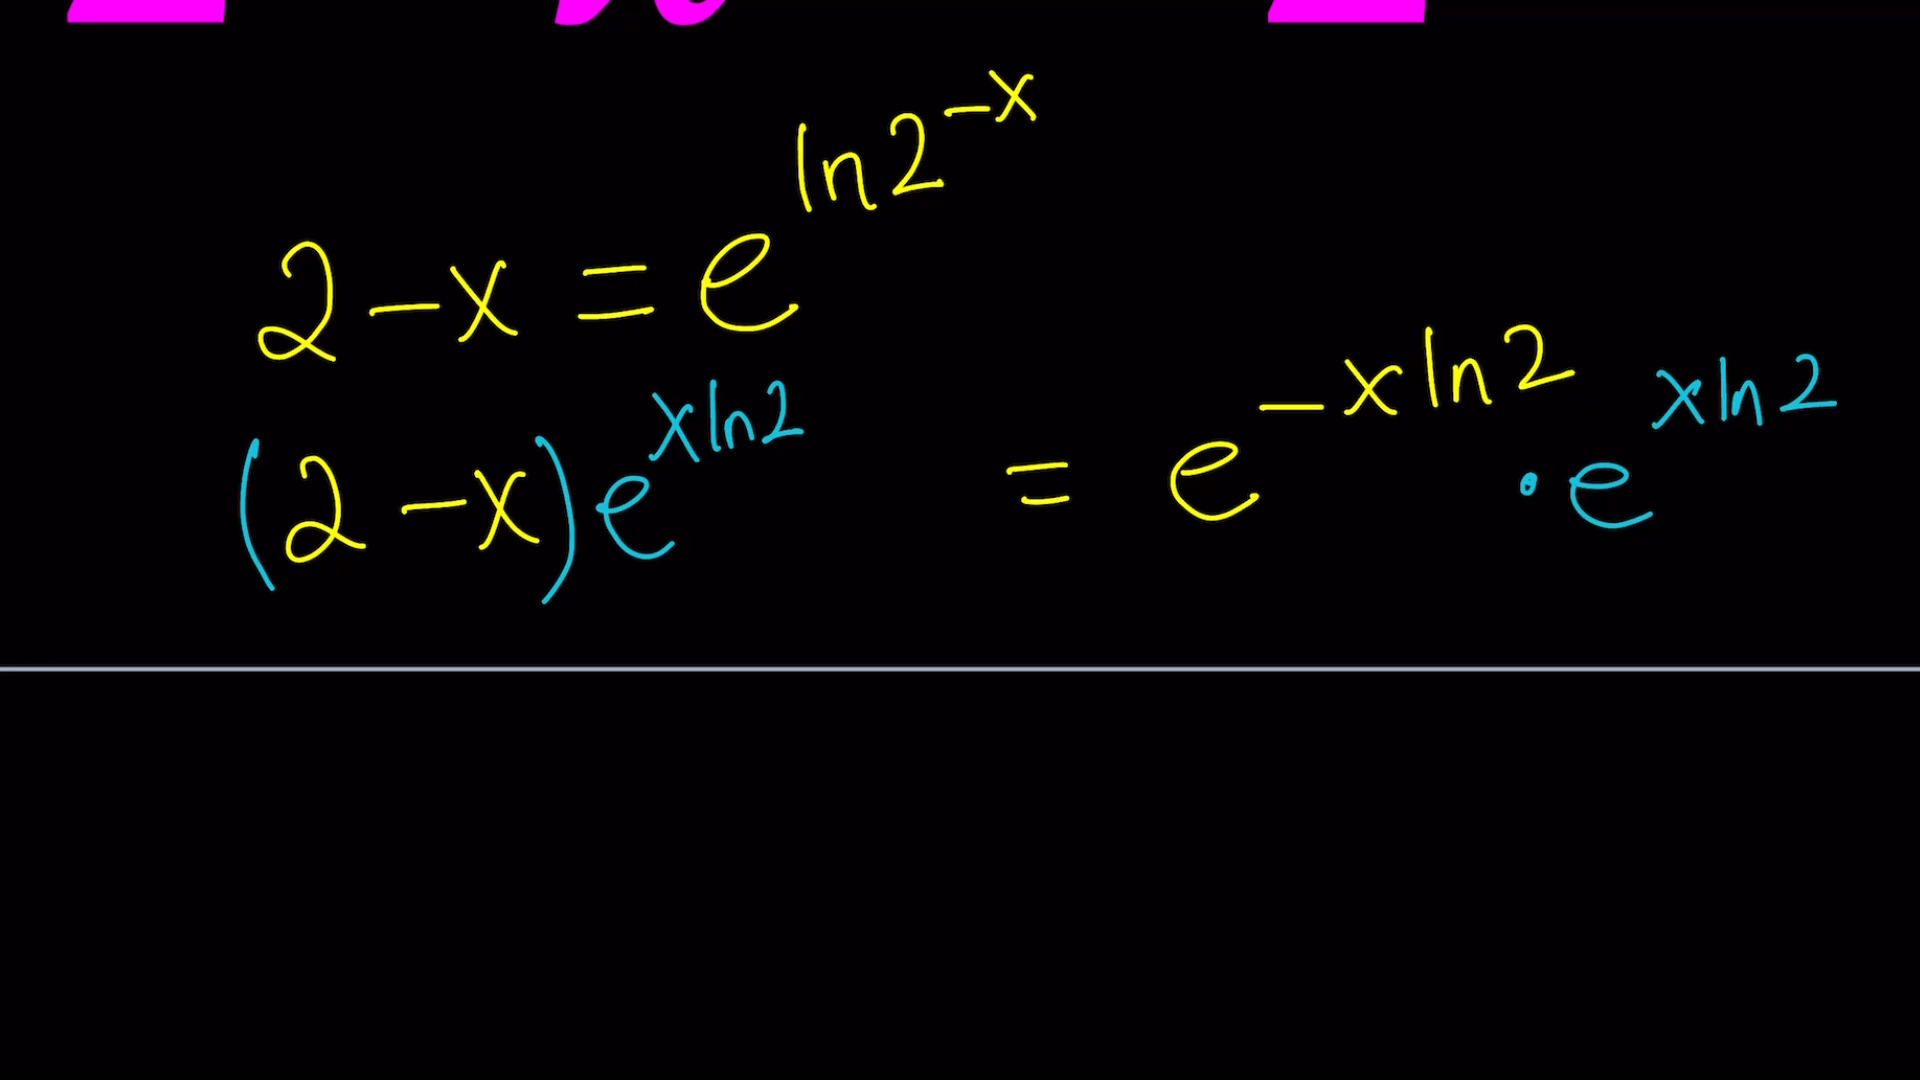 2 - x = e^{ln 2^{-x}}
(2 - x) e^{x ln 2} = e^{-x ln 2} · e^{x ln 2}